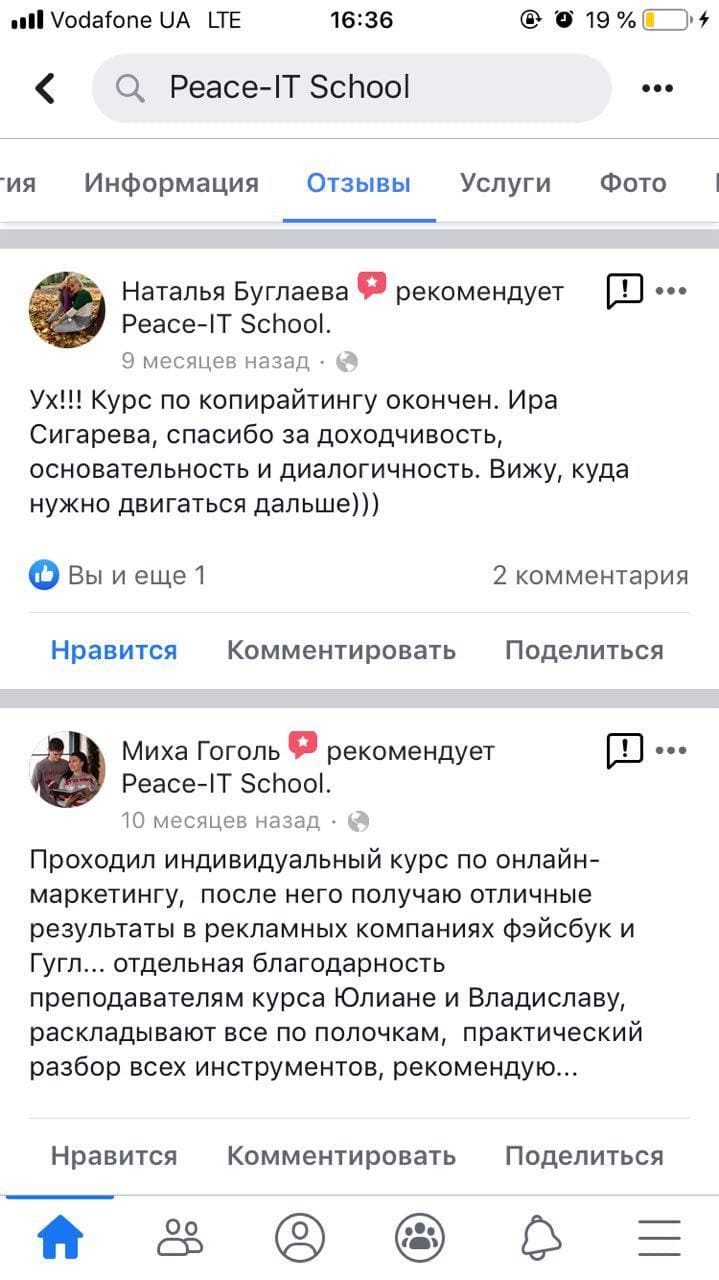 Vodafone UA LTE 16:36 19 %
Peace-IT School
тия Информация Отзывы Услуги Фото
Наталья Буглаева рекомендует
Peace-IT School.
9 месяцев назад ·
Ух!!! Курс по копирайтингу окончен. Ира
Сигарева, спасибо за доходчивость,
основательность и диалогичность. Вижу, куда
нужно двигаться дальше)))
Вы и еще 1 2 комментария
Нравится Комментировать Поделиться
Миха Гоголь рекомендует
Peace-IT School.
10 месяцев назад ·
Проходил индивидуальный курс по онлайн-
маркетингу, после него получаю отличные
результаты в рекламных компаниях фэйсбук и
Гугл... отдельная благодарность
преподавателям курса Юлиане и Владиславу,
раскладывают все по полочкам, практический
разбор всех инструментов, рекомендую...
Нравится Комментировать Поделиться